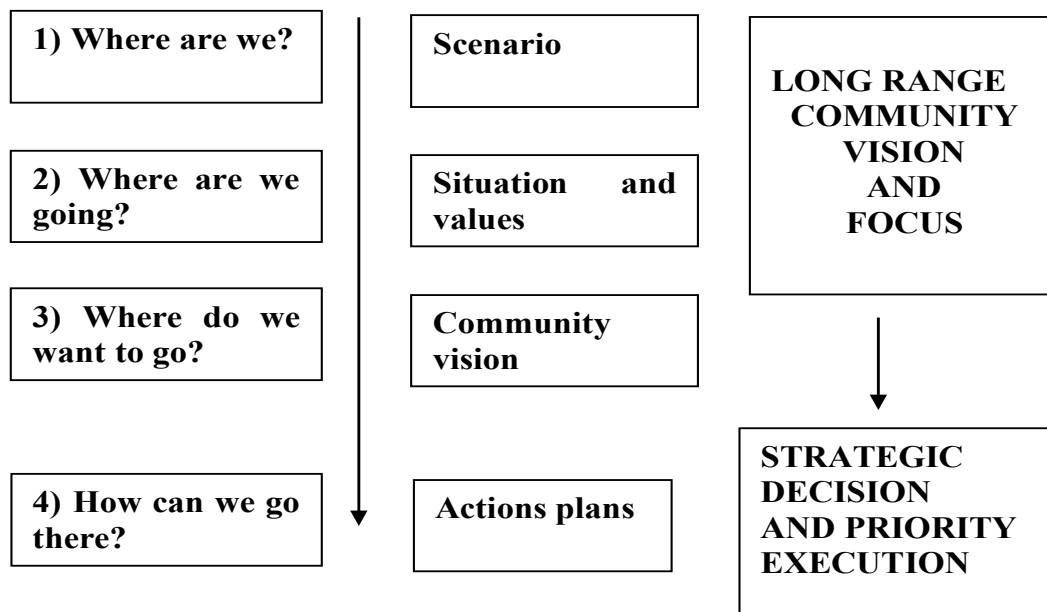 1) Where are we?
Scenario
LONG RANGE
COMMUNITY
VISION
AND
FOCUS
2) Where are we
going?
Situation and
values
3) Where do we
want to go?
Community
vision
4) How can we go
there?
Actions plans
STRATEGIC
DECISION
AND PRIORITY
EXECUTION